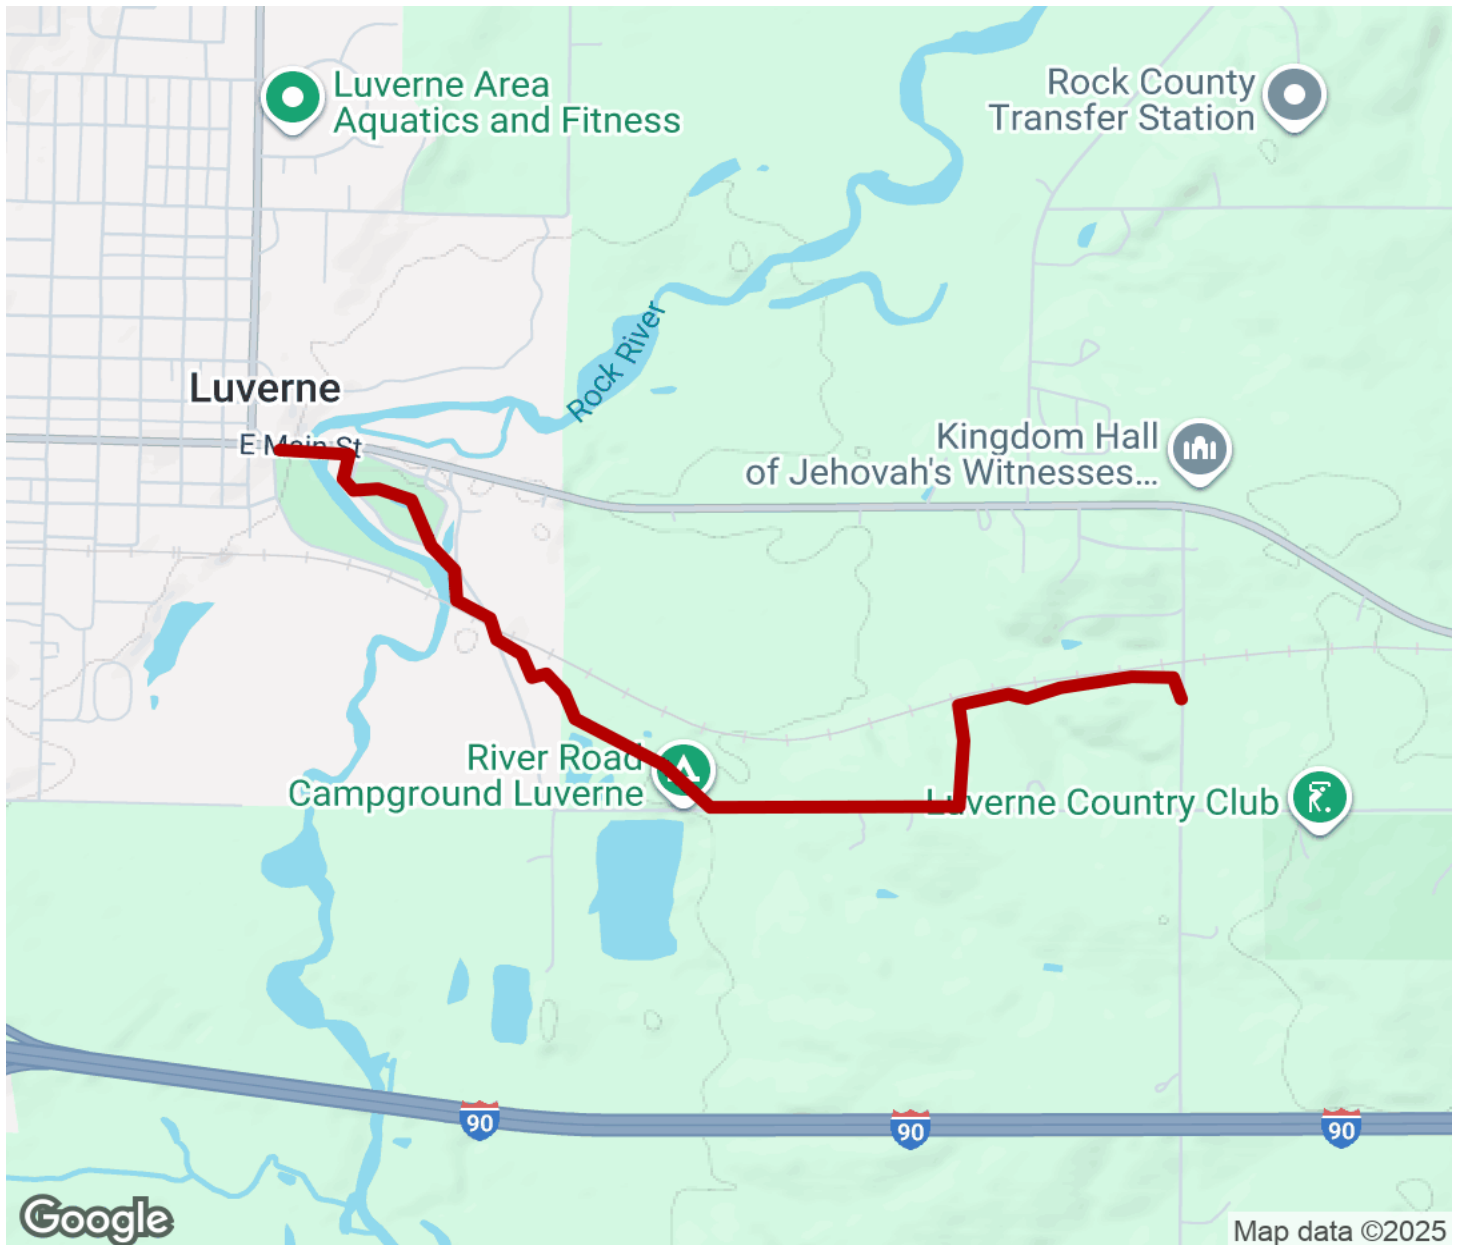 Luverne Area
Aquatics and Fitness
Rock County
Transfer Station
Rock River
Luverne
E Main St
Kingdom Hall
of Jehovah's Witnesses...
River Road
Campground Luverne
Luverne Country Club
90
90
90
Google
Map data ©2025